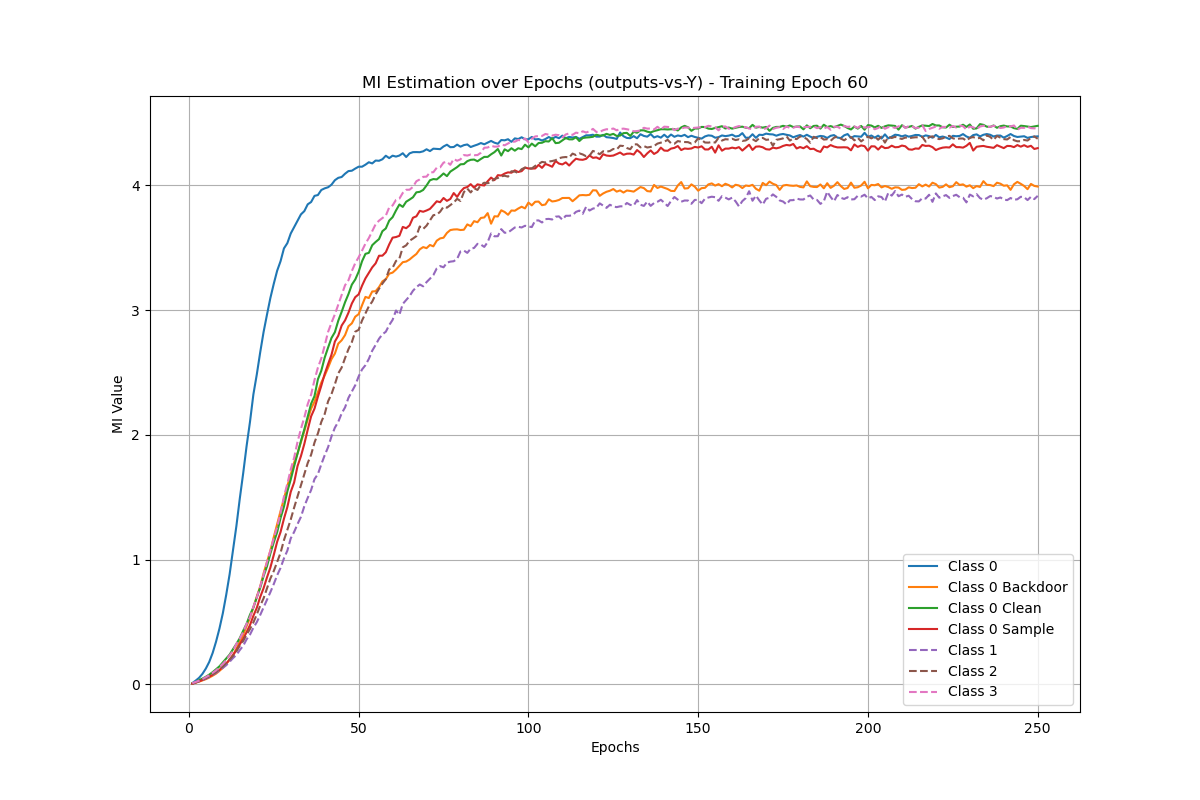 MI Estimation over Epochs (outputs-vs-Y) - Training Epoch 60
MI Value
4
3
2
1
0
0 50 100 150 200 250
Epochs
Class 0
Class 0 Backdoor
Class 0 Clean
Class 0 Sample
Class 1
Class 2
Class 3